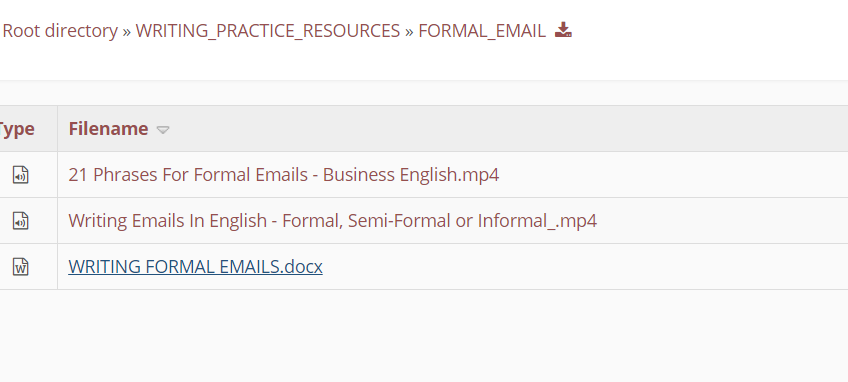 Root directory » WRITING_PRACTICE_RESOURCES » FORMAL_EMAIL
Type Filename
21 Phrases For Formal Emails - Business English.mp4
Writing Emails In English - Formal, Semi-Formal or Informal_.mp4
WRITING FORMAL EMAILS.docx